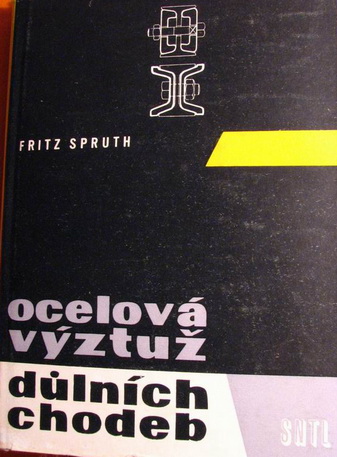 FRITZ SPRUTH
ocelová
výztuž
důlních
chodeb
SNTL